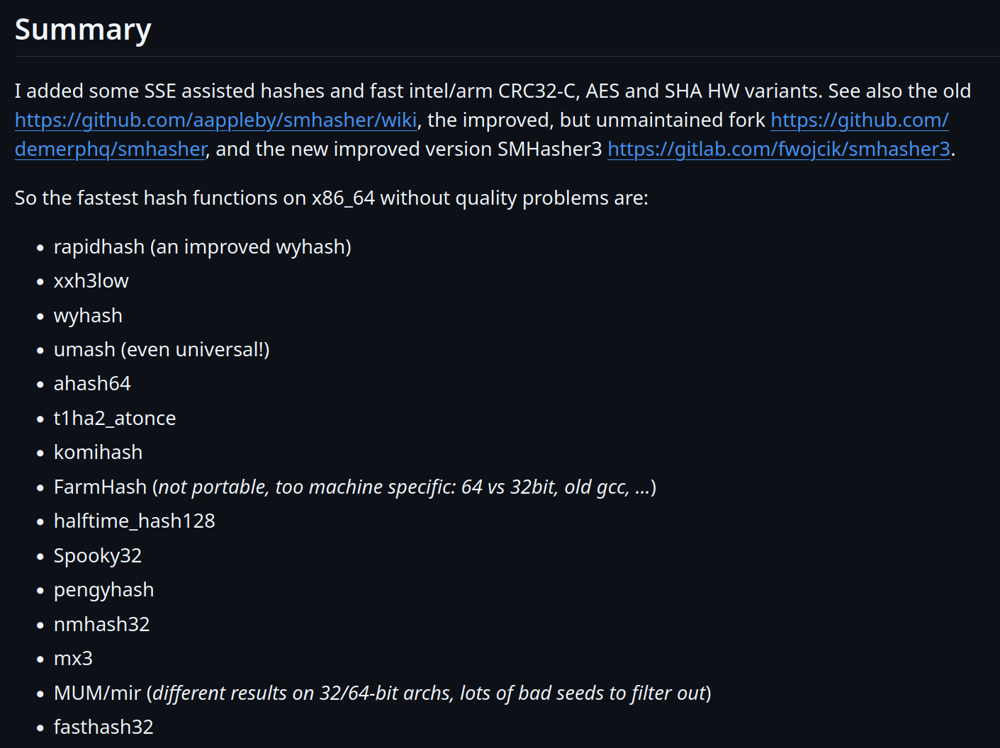 Summary
I added some SSE assisted hashes and fast intel/arm CRC32-C, AES and SHA HW variants. See also the old
https://github.com/aappleby/smhasher/wiki, the improved, but unmaintained fork https://github.com/
demerphq/smhasher, and the new improved version SMHasher3 https://gitlab.com/fwojcik/smhasher3.
So the fastest hash functions on x86_64 without quality problems are:
• rapidhash (an improved wyhash)
• xxh3low
• wyhash
• umash (even universal!)
• ahash64
• t1ha2_atonce
• komihash
• FarmHash (not portable, too machine specific: 64 vs 32bit, old gcc, ...)
• halftime_hash128
• Spooky32
• pengyhash
• nmhash32
• mx3
• MUM/mir (different results on 32/64-bit archs, lots of bad seeds to filter out)
• fasthash32